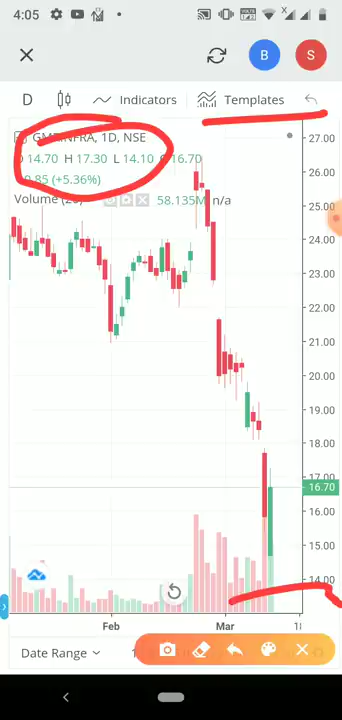 4:05
B
S
D
Indicators
Templates
GMRINFRA, 1D, NSE
14.70 H 17.30 L 14.10 16.70
0.85 (+5.36%)
Volume (20) 58.135M n/a
27.00
26.00
25.00
24.00
23.00
22.00
21.00
20.00
19.00
18.00
17.00
16.70
16.00
15.00
14.00
Feb
Mar
Date Range